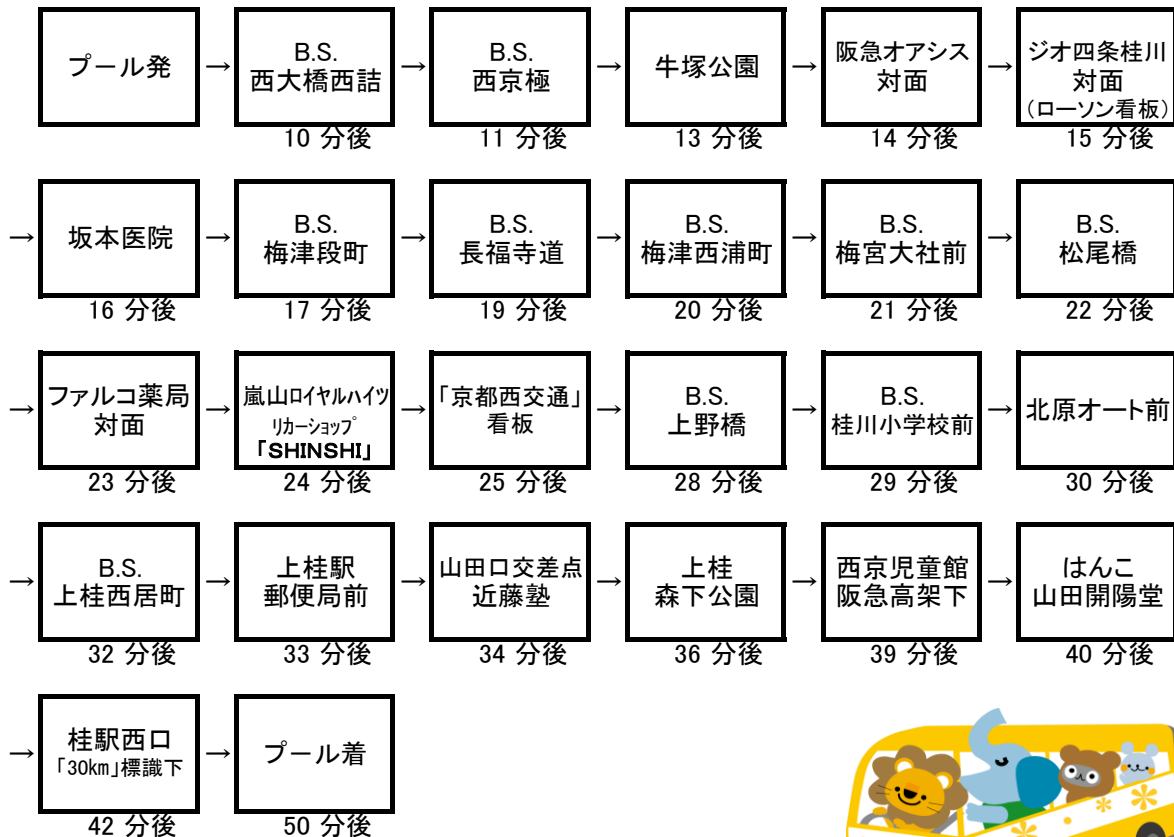 プール発 → B.S. 西大橋西詰 → B.S. 西京極 → 牛塚公園 → 阪急オアシス 対面 → ジオ四条桂川 対面 (ローソン看板)
10 分後 11 分後 13 分後 14 分後 15 分後
→ 坂本医院 → B.S. 梅津段町 → B.S. 長福寺道 → B.S. 梅津西浦町 → B.S. 梅宮大社前 → B.S. 松尾橋
16 分後 17 分後 19 分後 20 分後 21 分後 22 分後
→ ファルコ薬局 対面 → 嵐山ロイヤルハイツ リカーショップ 「SHINSHI」 → 「京都西交通」 看板 → B.S. 上野橋 → B.S. 桂川小学校前 → 北原オート前
23 分後 24 分後 25 分後 28 分後 29 分後 30 分後
→ B.S. 上桂西居町 → 上桂駅 郵便局前 → 山田口交差点 近藤塾 → 上桂 森下公園 → 西京児童館 阪急高架下 → はんこ 山田開陽堂
32 分後 33 分後 34 分後 36 分後 39 分後 40 分後
→ 桂駅西口 「30km」標識下 → プール着
42 分後 50 分後